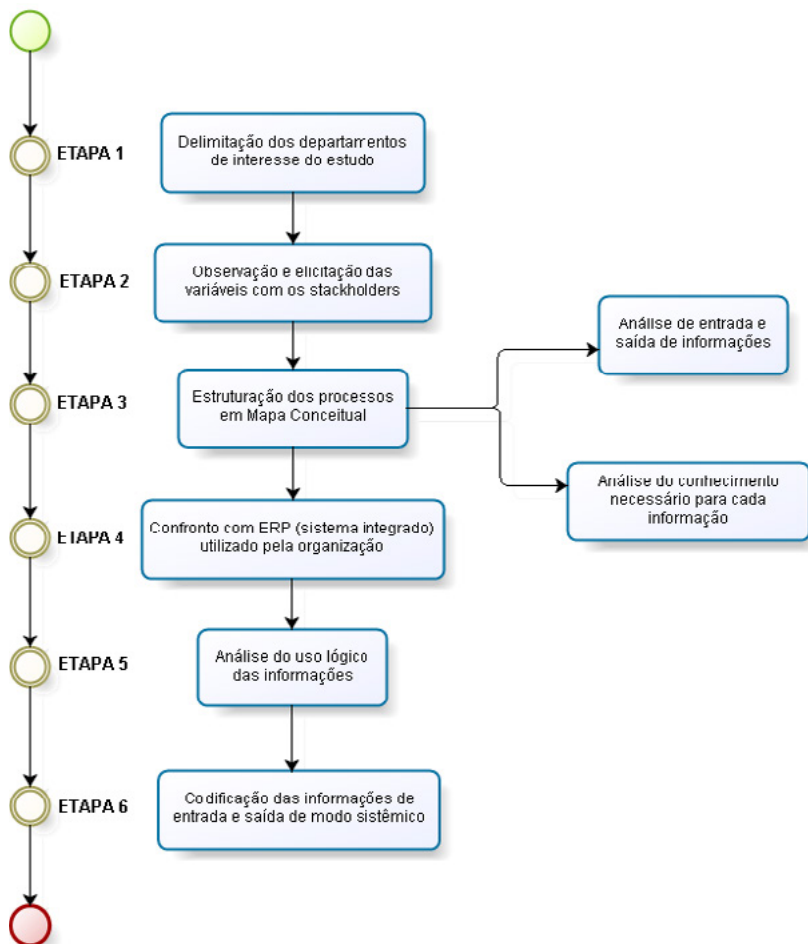 ETAPA 1
Delimitação dos departamentos
de interesse do estudo
ETAPA 2
Observação e elicitação das
variáveis com os stackholders
ETAPA 3
Estruturação dos processos
em Mapa Conceitual
Análise de entrada e
saída de informações
Análise do conhecimento
necessário para cada
informação
ETAPA 4
Confronto com ERP (sistema integrado)
utilizado pela organização
ETAPA 5
Análise do uso lógico
das informações
ETAPA 6
Codificação das informações de
entrada e saída de modo sistêmico